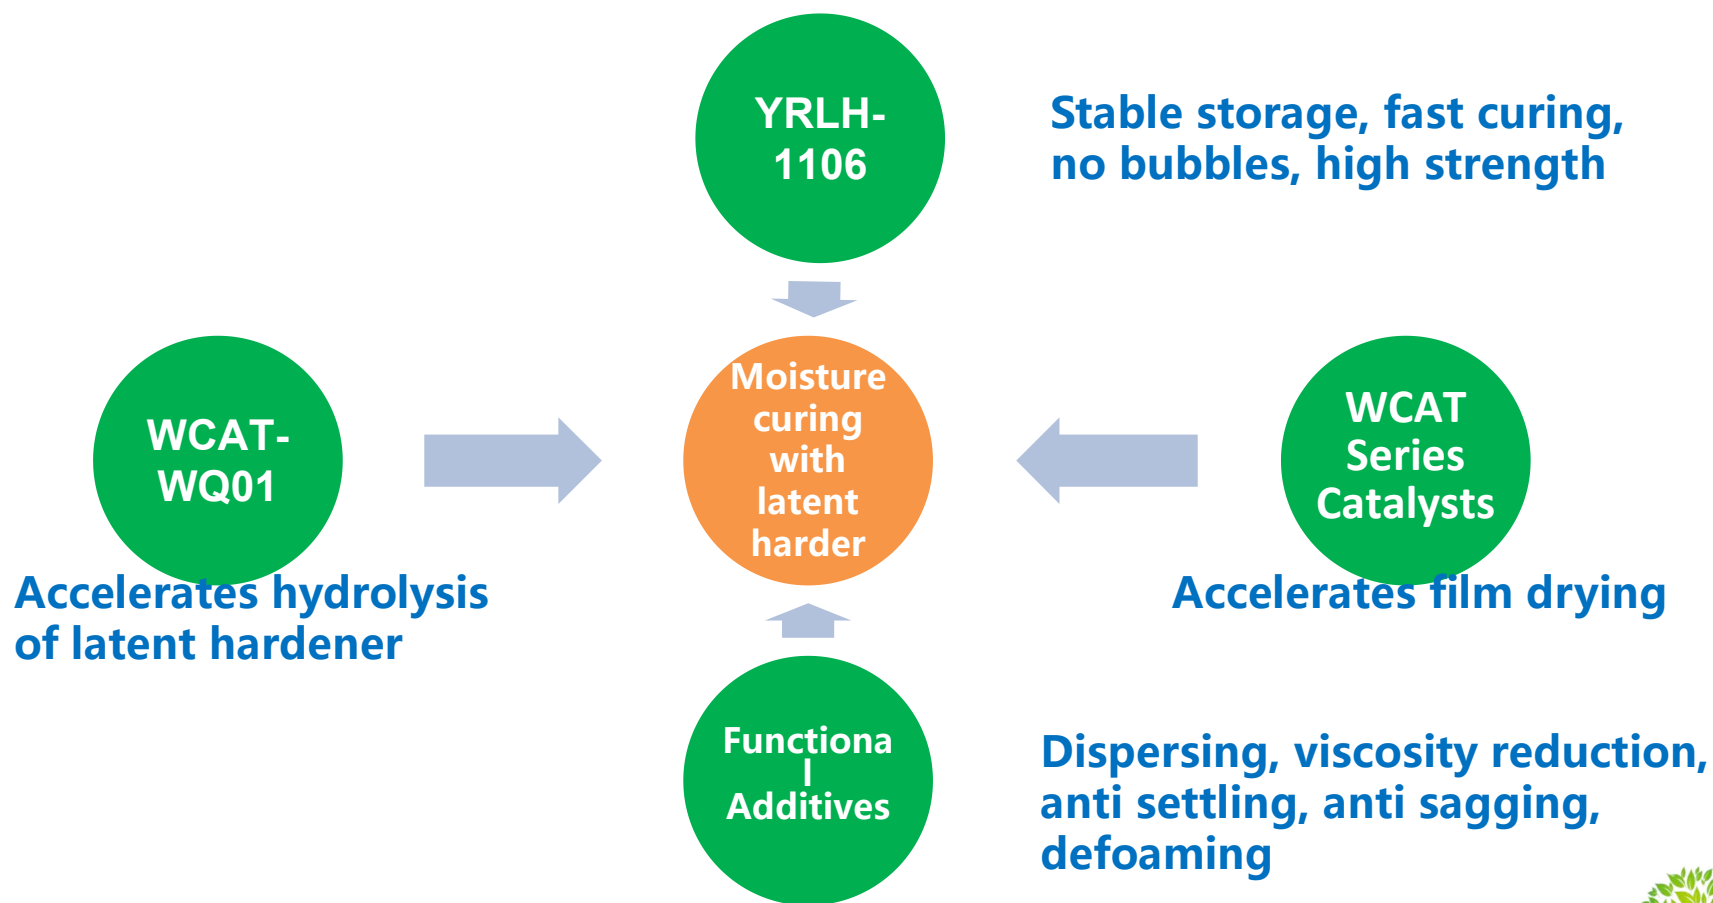 YRLH-
1106
Stable storage, fast curing,
no bubbles, high strength
WCAT-
WQ01
Accelerates hydrolysis
of latent hardener
Moisture
curing
with
latent
harder
WCAT
Series
Catalysts
Accelerates film drying
Functiona
l
Additives
Dispersing, viscosity reduction,
anti settling, anti sagging,
defoaming